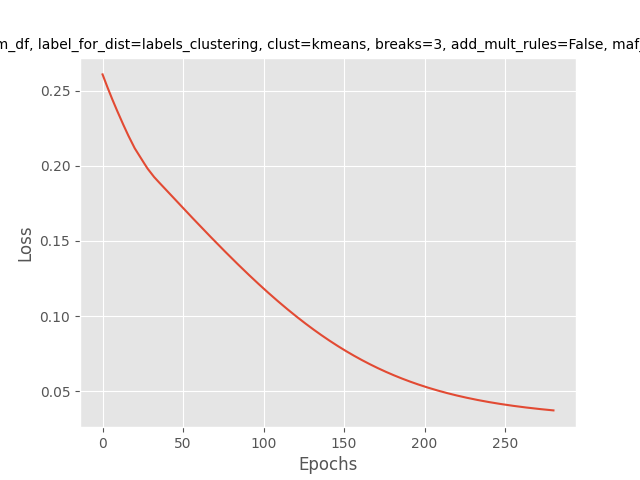 m_df, label_for_dist=labels_clustering, clust=kmeans, breaks=3, add_mult_rules=False, maf_
0.25
0.20
0.15
0.10
0.05
Loss
0 50 100 150 200 250
Epochs